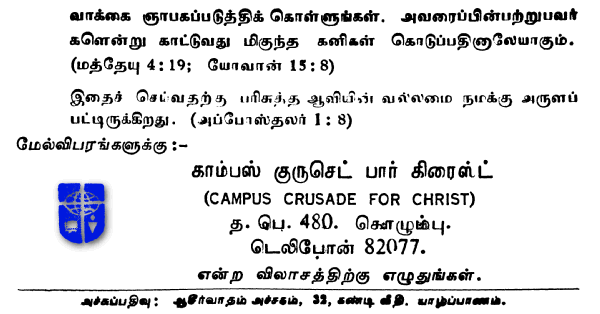 வாக்கை ஞாபகப்படுத்திக் கொள்ளுங்கள். அவரைப்பின்பற்றுபவர்
களென்று காட்டுவது மிகுந்த கனிகள் கொடுப்பதினாலேயாகும்.
(மத்தேயு 4:19; யோவான் 15:8)
இதைச் செய்வதற்கு பரிசுத்த ஆவியின் வல்லமை நமக்கு அருளப்
பட்டிருக்கிறது. (அப்போஸ்தலர் 1:8)
மேல்விபரங்களுக்கு:-
காம்பஸ் குருசெட் பார் கிரைஸ்ட்
(CAMPUS CRUSADE FOR CHRIST)
த. பெ. 480. கொழும்பு.
டெலிபோன் 82077.
என்ற விலாசத்திற்கு எழுதுங்கள்.
அச்சுப்பதிவு: ஆசீர்வாதம் அச்சகம், 32, கண்டி வீதி, யாழ்ப்பாணம்.